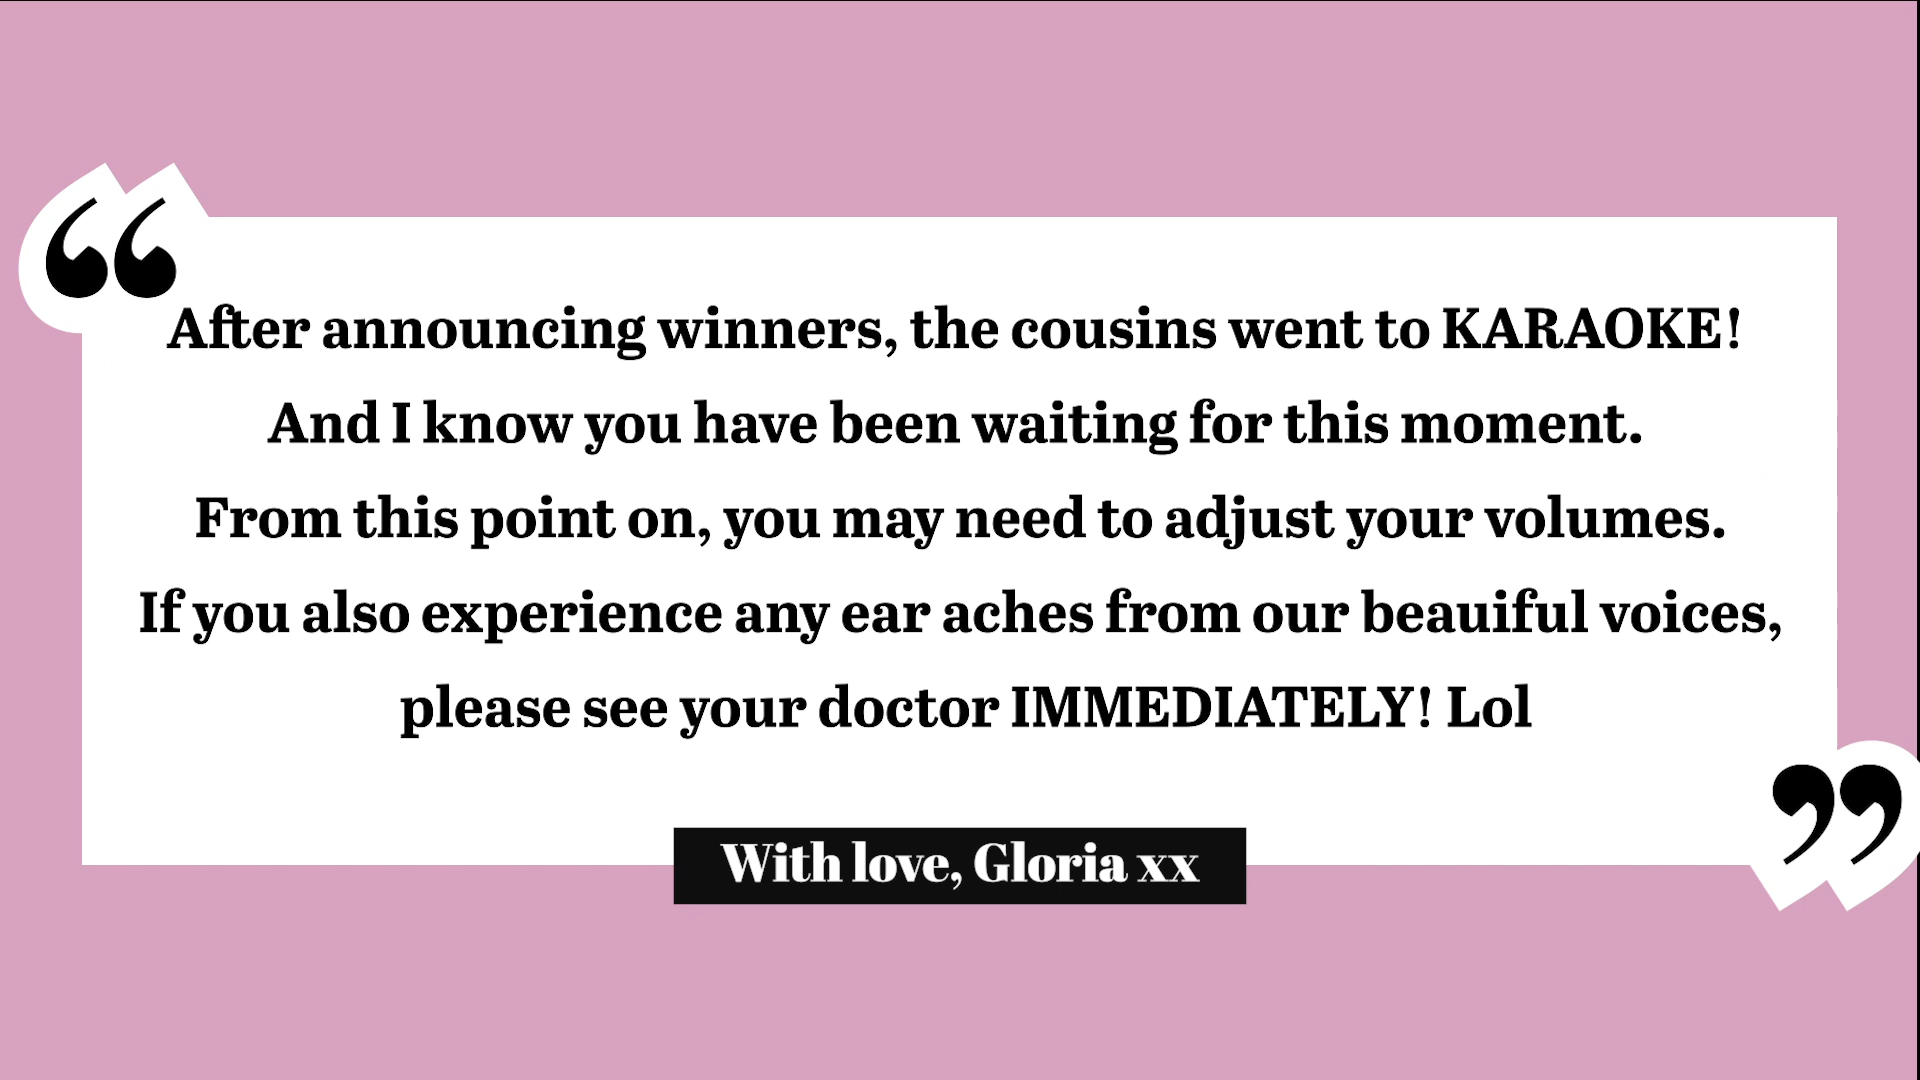 “
After announcing winners, the cousins went to KARAOKE!
And I know you have been waiting for this moment.
From this point on, you may need to adjust your volumes.
If you also experience any ear aches from our beauiful voices,
please see your doctor IMMEDIATELY! Lol
”
With love, Gloria xx